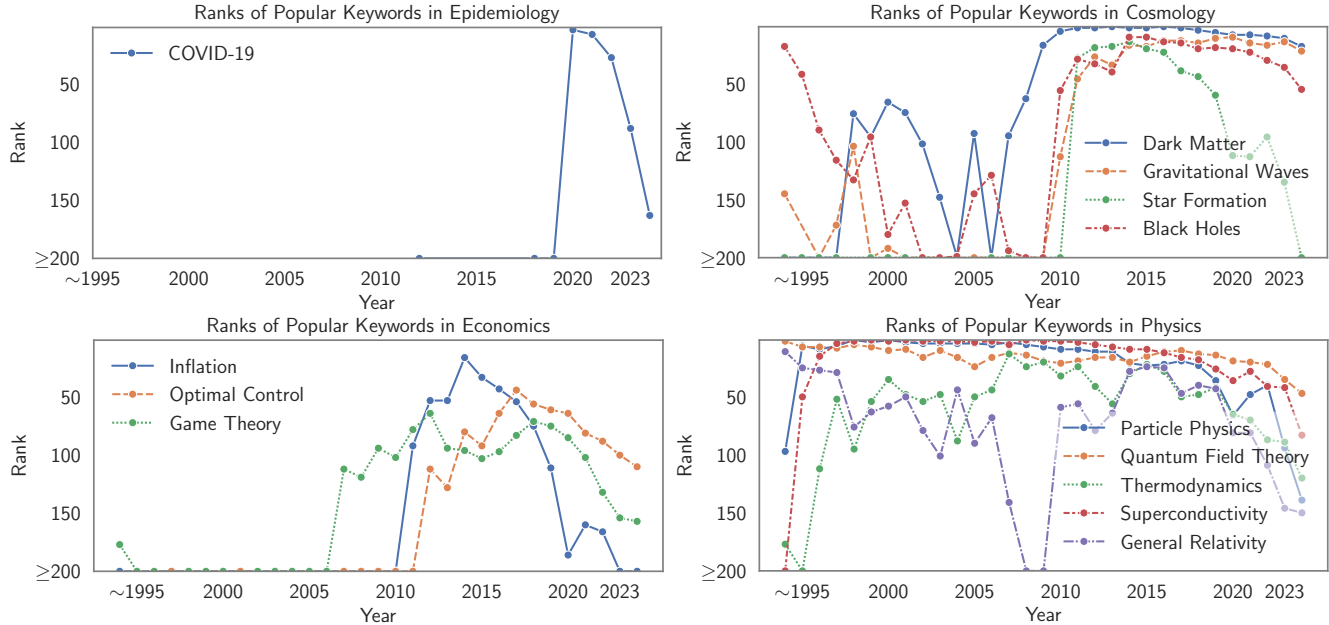 Ranks of Popular Keywords in Epidemiology
COVID-19
Rank
50
100
150
≥200
~1995 2000 2005 2010 2015 2020 2023
Year
Ranks of Popular Keywords in Cosmology
Dark Matter
Gravitational Waves
Star Formation
Black Holes
Rank
50
100
150
≥200
~1995 2000 2005 2010 2015 2020 2023
Year
Ranks of Popular Keywords in Economics
Inflation
Optimal Control
Game Theory
Rank
50
100
150
≥200
~1995 2000 2005 2010 2015 2020 2023
Year
Ranks of Popular Keywords in Physics
Particle Physics
Quantum Field Theory
Thermodynamics
Superconductivity
General Relativity
Rank
50
100
150
≥200
~1995 2000 2005 2010 2015 2020 2023
Year